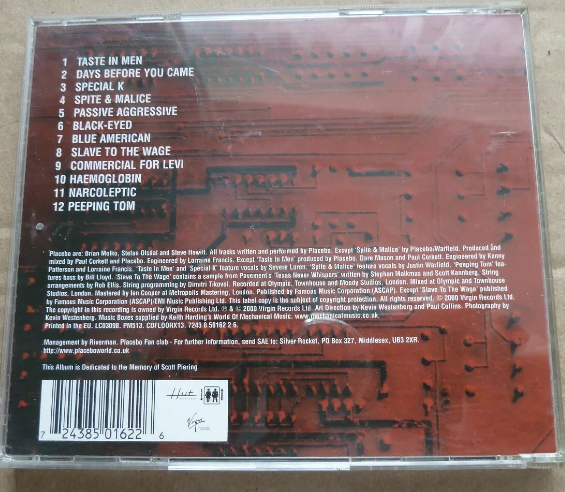 1 TASTE IN MEN
2 DAYS BEFORE YOU CAME
3 SPECIAL K
4 SPITE & MALICE
5 PASSIVE AGGRESSIVE
6 BLACK-EYED
7 BLUE AMERICAN
8 SLAVE TO THE WAGE
9 COMMERCIAL FOR LEVI
10 HAEMOGLOBIN
11 NARCOLEPTIC
12 PEEPING TOM
Placebo are: Brian Molko, Stefan Olsdal and Steve Hewitt. All tracks written and performed by Placebo. Except 'Spite & Malice' by Placebo/Warfield. Produced and
mixed by Paul Corkett and Placebo. Engineered by Lorraine Francis. Except 'Taste In Men' produced by Placebo, Dave Mason and Paul Corkett. Engineered by Kenny
Patterson and Lorraine Francis. 'Taste In Men' and 'Special K' feature vocals by Severe Loren. 'Spite & Malice' features vocals by Justin Warfield. 'Peeping Tom' fea-
tures bass by Bill Lloyd. 'Slave To The Wage' contains a sample from Pavement's 'Texas Never Whispers' written by Stephen Malkmus and Scott Kannberg. String
arrangements by Rob Ellis. String programming by Dimitri Tikovoi. Recorded at Olympic, Townhouse and Moody Studios, London. Mixed at Olympic and Townhouse
Studios, London. Mastered by Ian Cooper at Metropolis Mastering, London. Published by Famous Music Corporation (ASCAP). Except 'Slave To The Wage' published
by Famous Music Corporation (ASCAP)/EMI Music Publishing Ltd. This label copy is the subject of copyright protection. All rights reserved. © 2000 Virgin Records Ltd.
The copyright in this recording is owned by Virgin Records Ltd. ℗ & © 2000 Virgin Records Ltd. Art Direction by Kevin Westenberg and Paul Collins. Photography by
Kevin Westenberg. Music Boxes supplied by Keith Harding's World Of Mechanical Music. www.mechanicalmusic.co.uk
Printed in the EU. LC03098. PM513. CDFLOORX13. 7243 8 50162 2 6.
Management by Riverman. Placebo Fan club - For further information, send SAE to: Silver Rocket, PO Box 327, Middlesex, UB3 2XR.
http://www.placeboworld.co.uk
This Album is Dedicated to the Memory of Scott Piering
Hut
Virgin
7 24385 01622 6